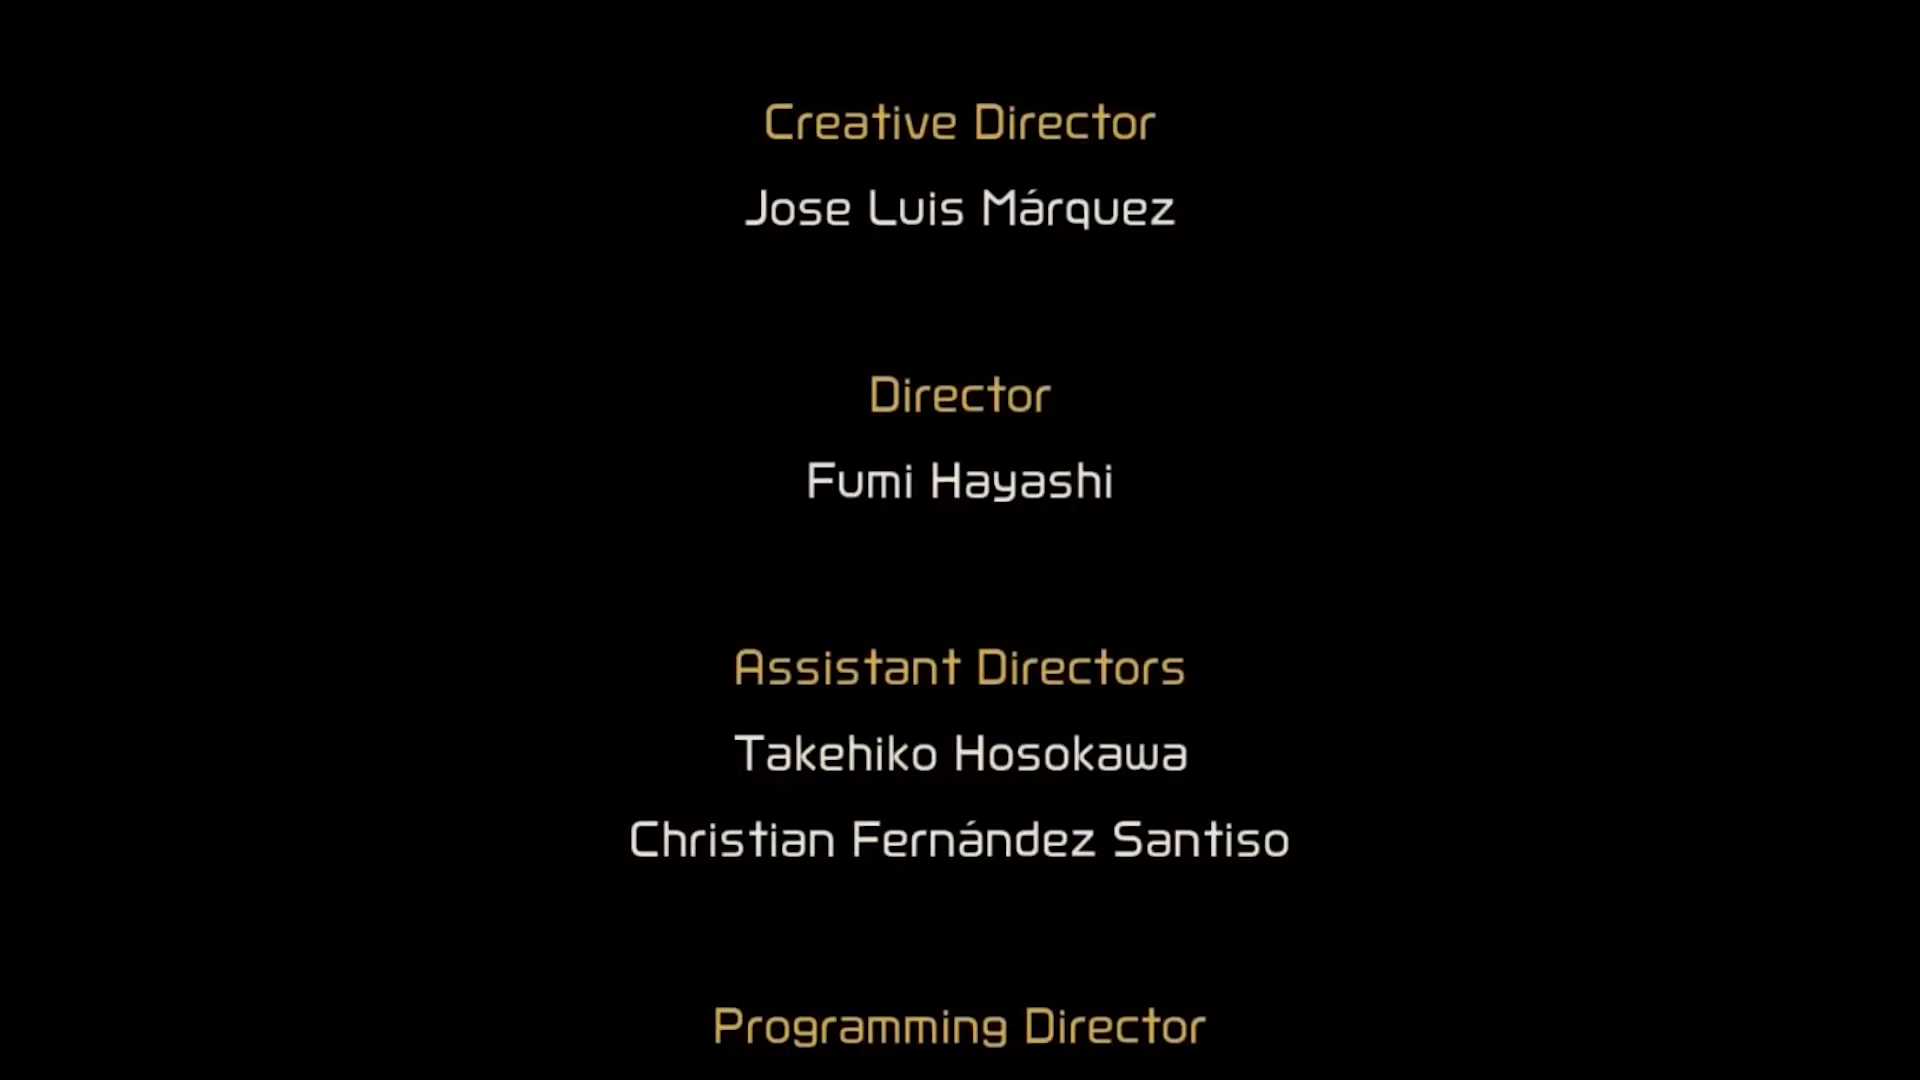 Creative Director
Jose Luis Márquez
Director
Fumi Hayashi
Assistant Directors
Takehiko Hosokawa
Christian Fernández Santiso
Programming Director